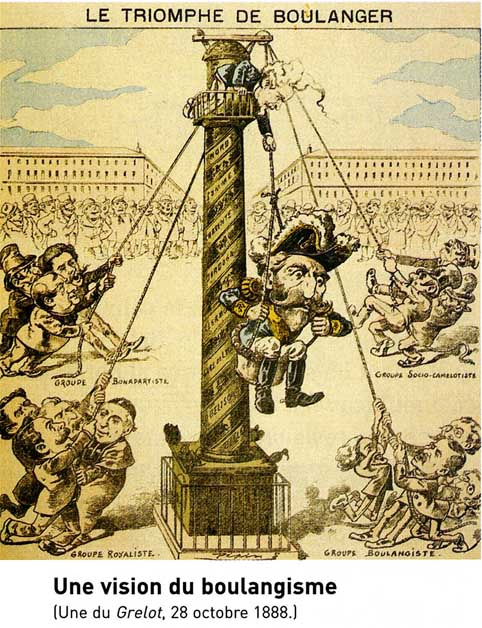 LE TRIOMPHE DE BOULANGER
GROUPE BONAPARTISTE
GROUPE SOCIO-CAMELOTISTE
GROUPE ROYALISTE.
GROUPE BOULANGISTE.
Une vision du boulangisme
(Une du Grelot, 28 octobre 1888.)